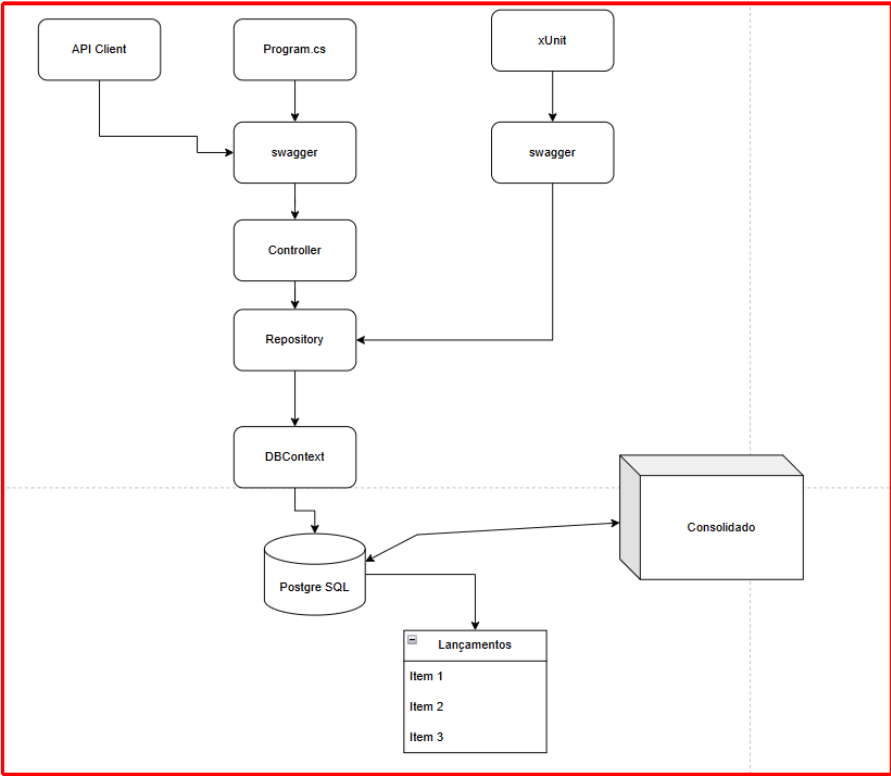 API Client
Program.cs
xUnit
swagger
swagger
Controller
Repository
DBContext
Consolidado
Postgre SQL
Lançamentos
Item 1
Item 2
Item 3